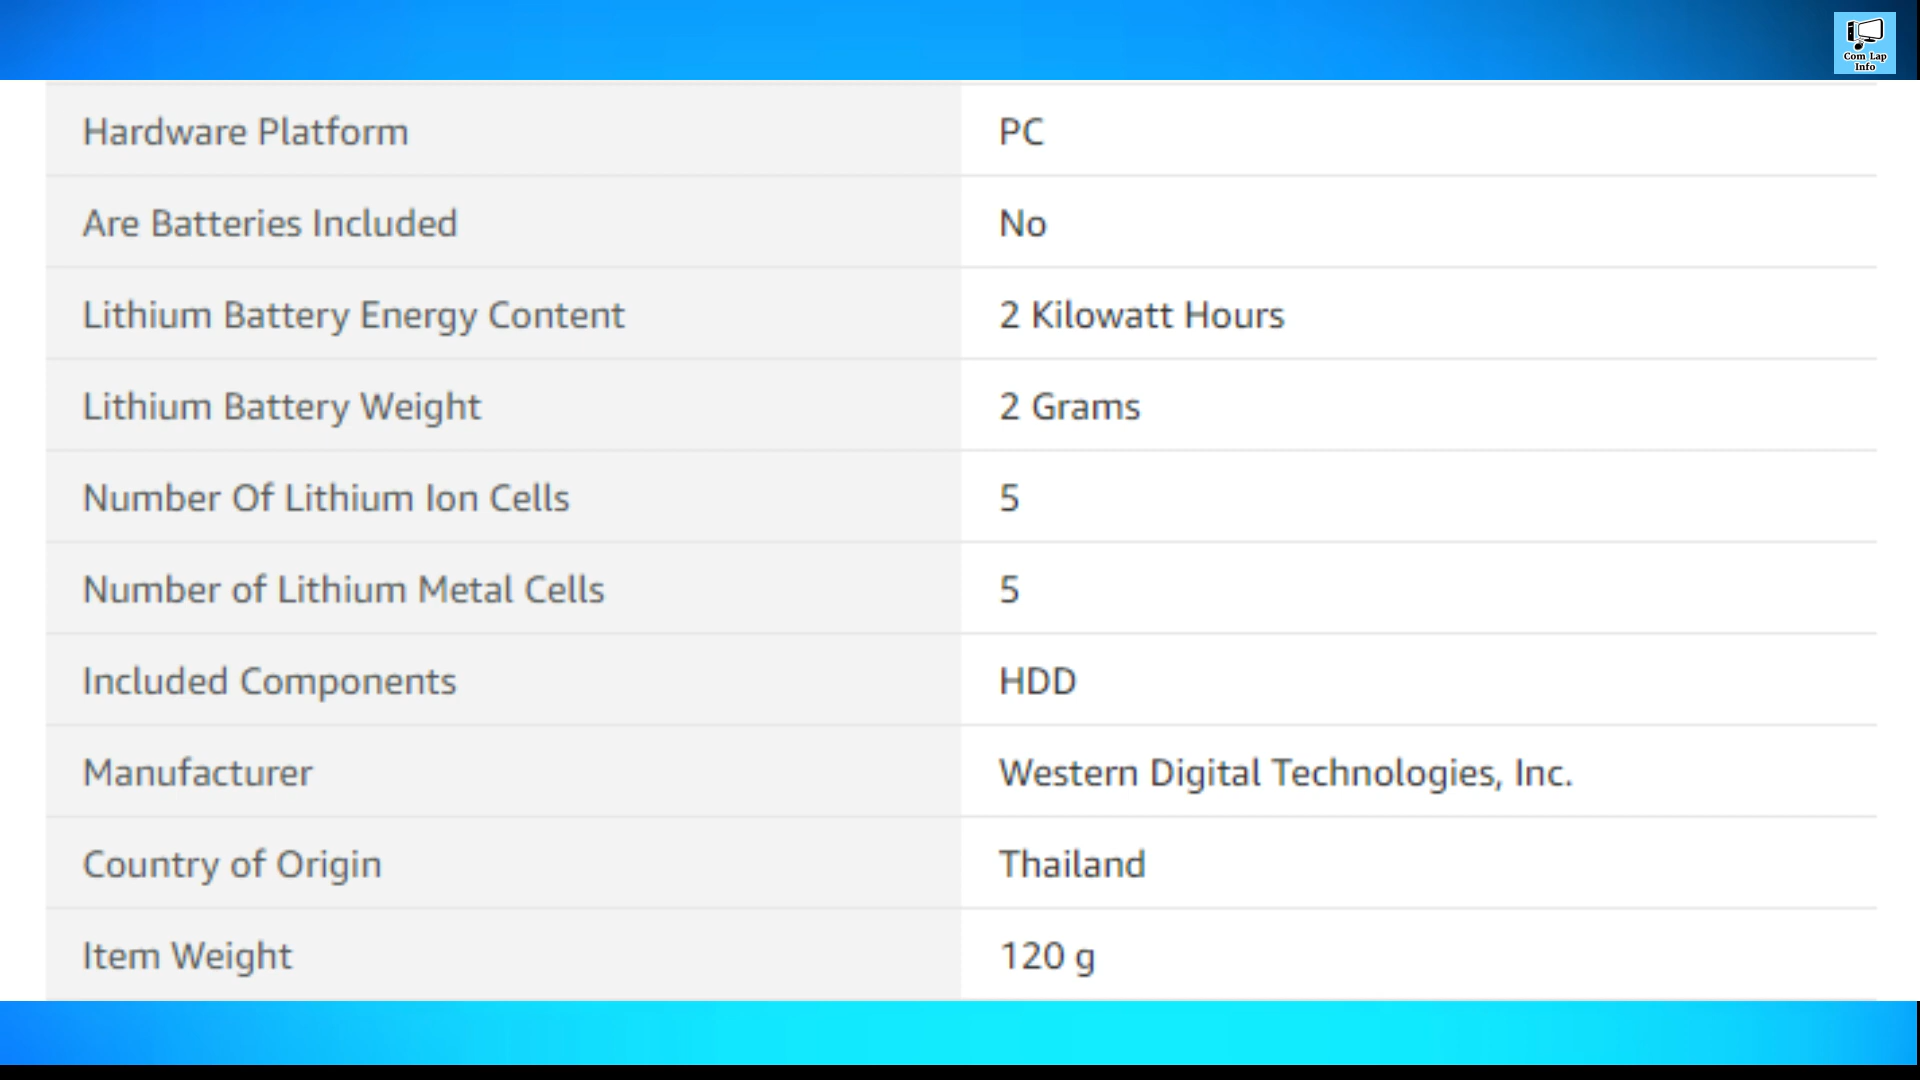 Com Lap
Info
Hardware Platform PC
Are Batteries Included No
Lithium Battery Energy Content 2 Kilowatt Hours
Lithium Battery Weight 2 Grams
Number Of Lithium Ion Cells 5
Number of Lithium Metal Cells 5
Included Components HDD
Manufacturer Western Digital Technologies, Inc.
Country of Origin Thailand
Item Weight 120 g